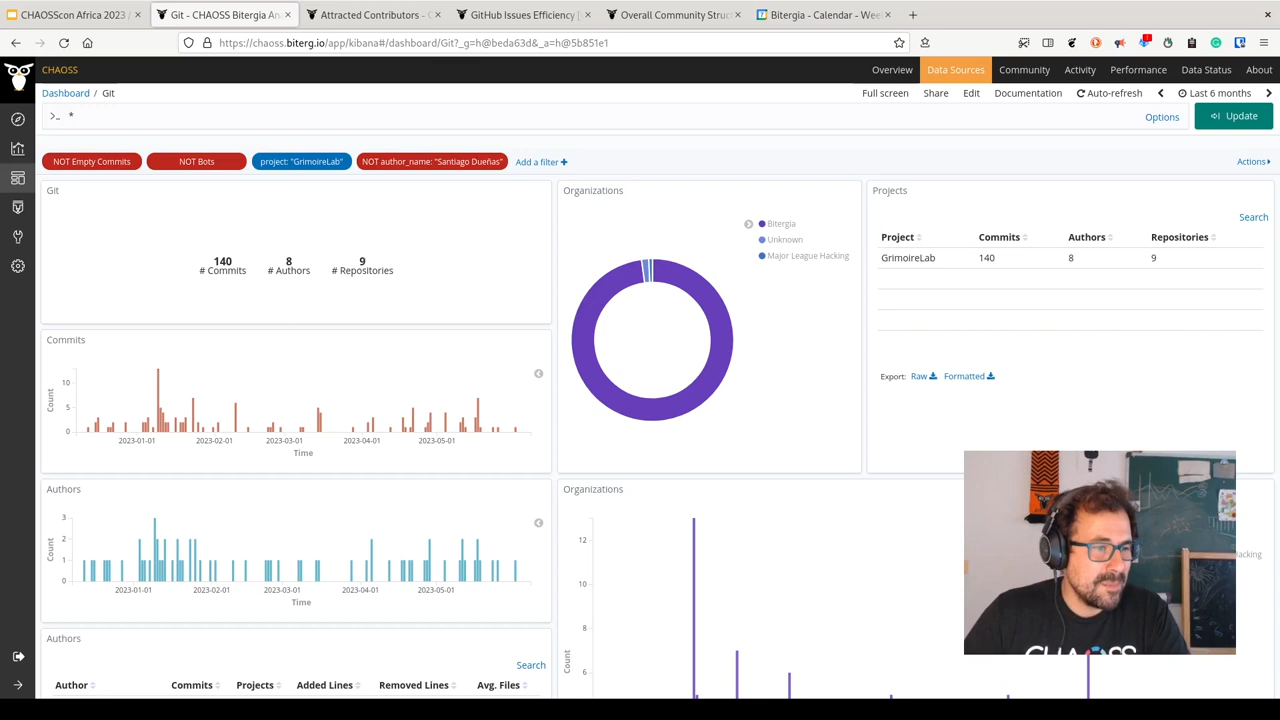 CHAOSScon Africa 2023 /
Git - CHAOSS Bitergia An
Attracted Contributors - C
GitHub Issues Efficiency [
Overall Community Struc
Bitergia - Calendar - Wee
https://chaoss.biterg.io/app/kibana#/dashboard/Git?_g=h@beda63d&_a=h@5b851e1
CHAOSS
Overview Data Sources Community Activity Performance Data Status About
Dashboard / Git
Full screen Share Edit Documentation Auto-refresh Last 6 months
>_ *
Options
Update
NOT Empty Commits
NOT Bots
project: "GrimoireLab"
NOT author_name: "Santiago Dueñas"
Add a filter +
Actions
Git
140 8 9
# Commits # Authors # Repositories
Organizations
Bitergia
Unknown
Major League Hacking
Projects
Search
Project Commits Authors Repositories
GrimoireLab 140 8 9
Export: Raw Formatted
Commits
Count
10
5
0
2023-01-01 2023-02-01 2023-03-01 2023-04-01 2023-05-01
Time
Authors
Count
3
2
1
0
2023-01-01 2023-02-01 2023-03-01 2023-04-01 2023-05-01
Time
Organizations
Count
12
10
8
6
Hacking
CHAOSS
Authors
Search
Author Commits Projects Added Lines Removed Lines Avg. Files